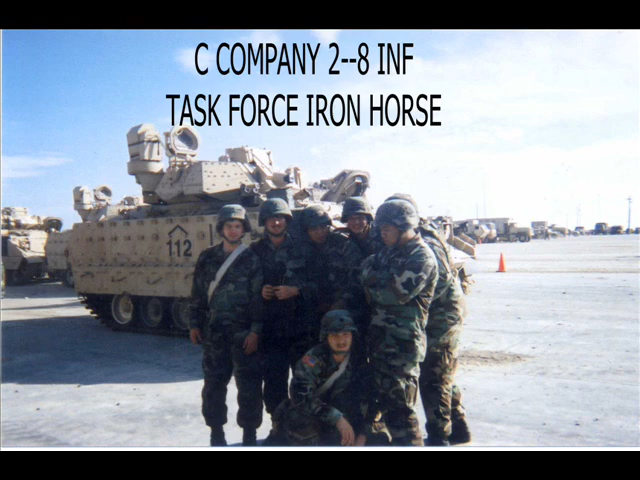 C COMPANY 2--8 INF
TASK FORCE IRON HORSE
112